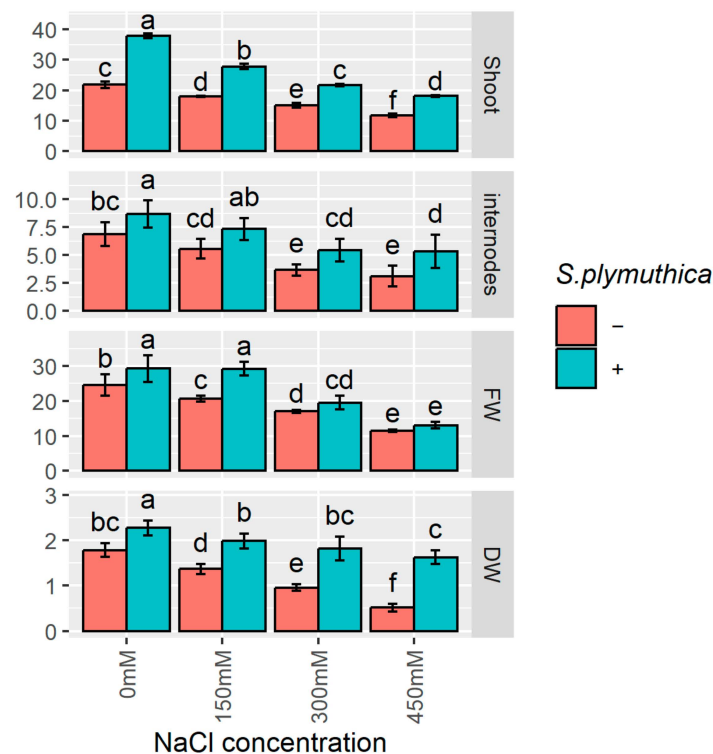 40
30
20
10
0
c
a
d
b
e
c
f
d
Shoot
10.0
7.5
5.0
2.5
0.0
bc
a
cd
ab
e
cd
e
d
internodes
30
20
10
0
b
a
c
a
d
cd
e
e
FW
3
2
1
0
bc
a
d
b
e
bc
f
c
DW
0mM
150mM
300mM
450mM
NaCl concentration
S.plymuthica
−
+